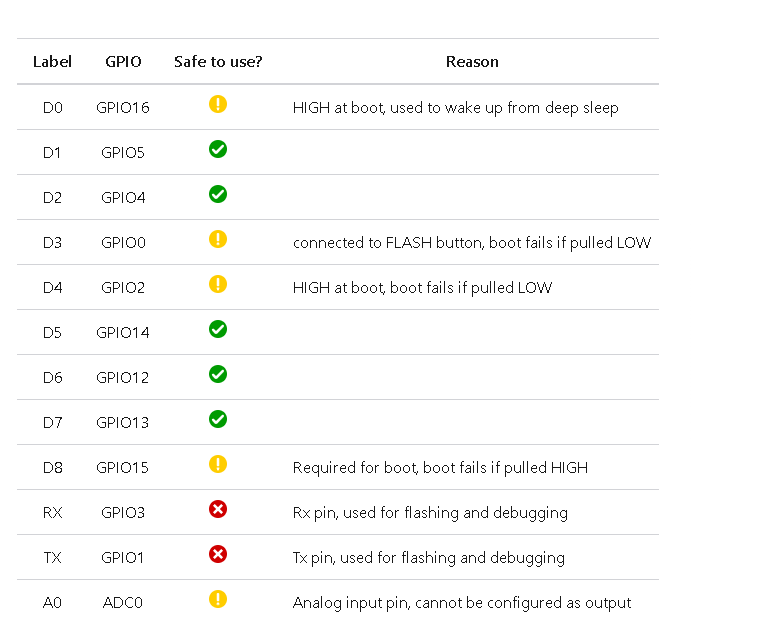 Label GPIO Safe to use? Reason
D0 GPIO16 HIGH at boot, used to wake up from deep sleep
D1 GPIO5
D2 GPIO4
D3 GPIO0 connected to FLASH button, boot fails if pulled LOW
D4 GPIO2 HIGH at boot, boot fails if pulled LOW
D5 GPIO14
D6 GPIO12
D7 GPIO13
D8 GPIO15 Required for boot, boot fails if pulled HIGH
RX GPIO3 Rx pin, used for flashing and debugging
TX GPIO1 Tx pin, used for flashing and debugging
A0 ADC0 Analog input pin, cannot be configured as output